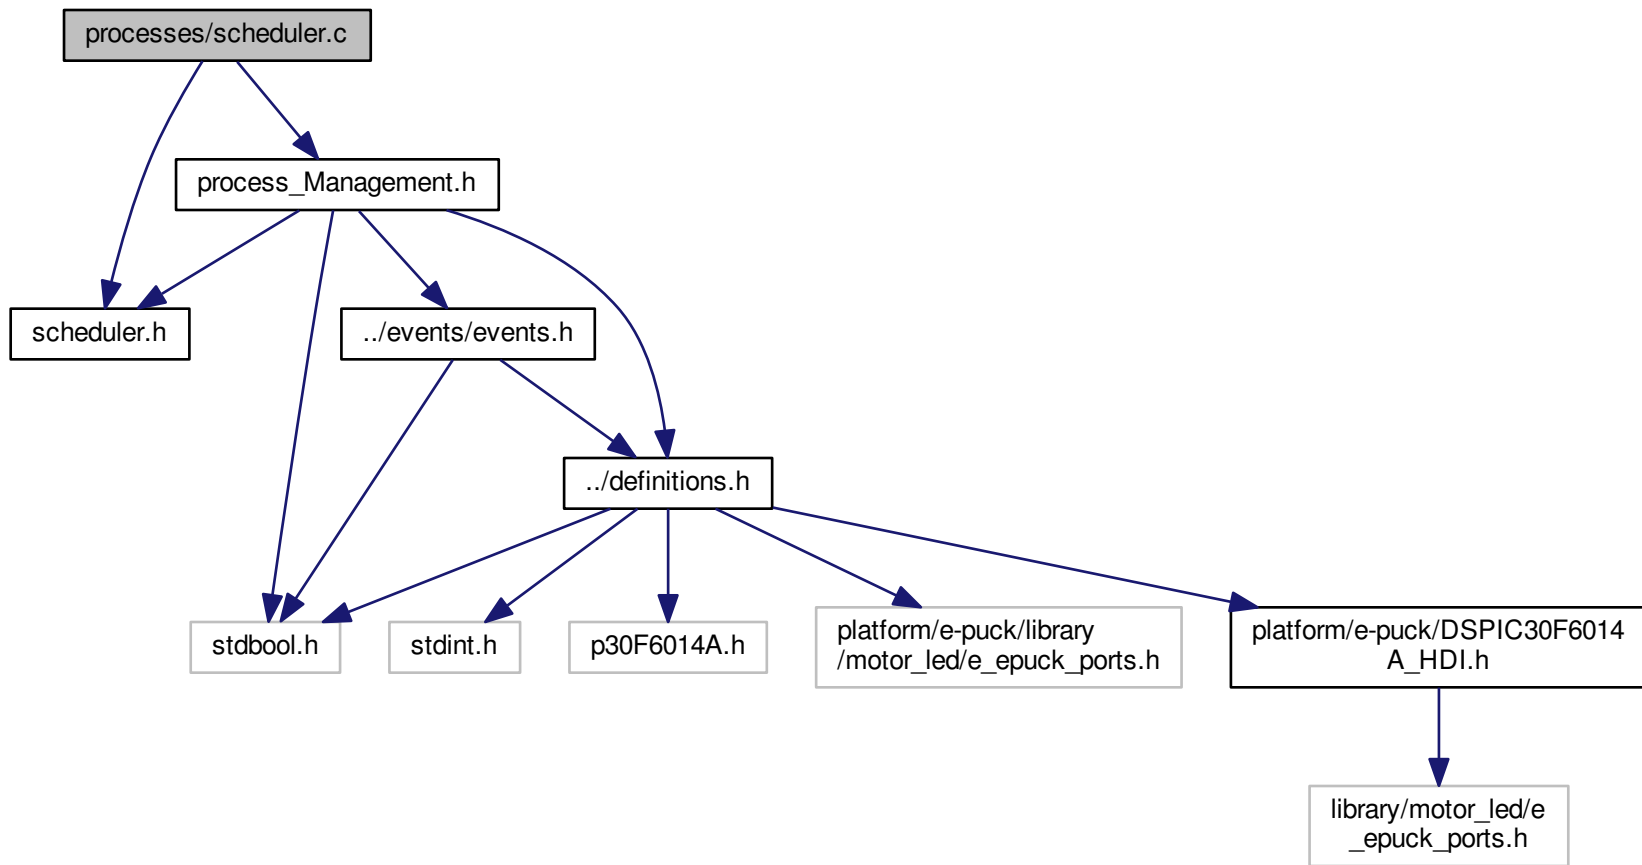 processes/scheduler.c
process_Management.h
scheduler.h
../events/events.h
../definitions.h
stdbool.h
stdint.h
p30F6014A.h
platform/e-puck/library
/motor_led/e_epuck_ports.h
platform/e-puck/DSPIC30F6014
A_HDI.h
library/motor_led/e
_epuck_ports.h